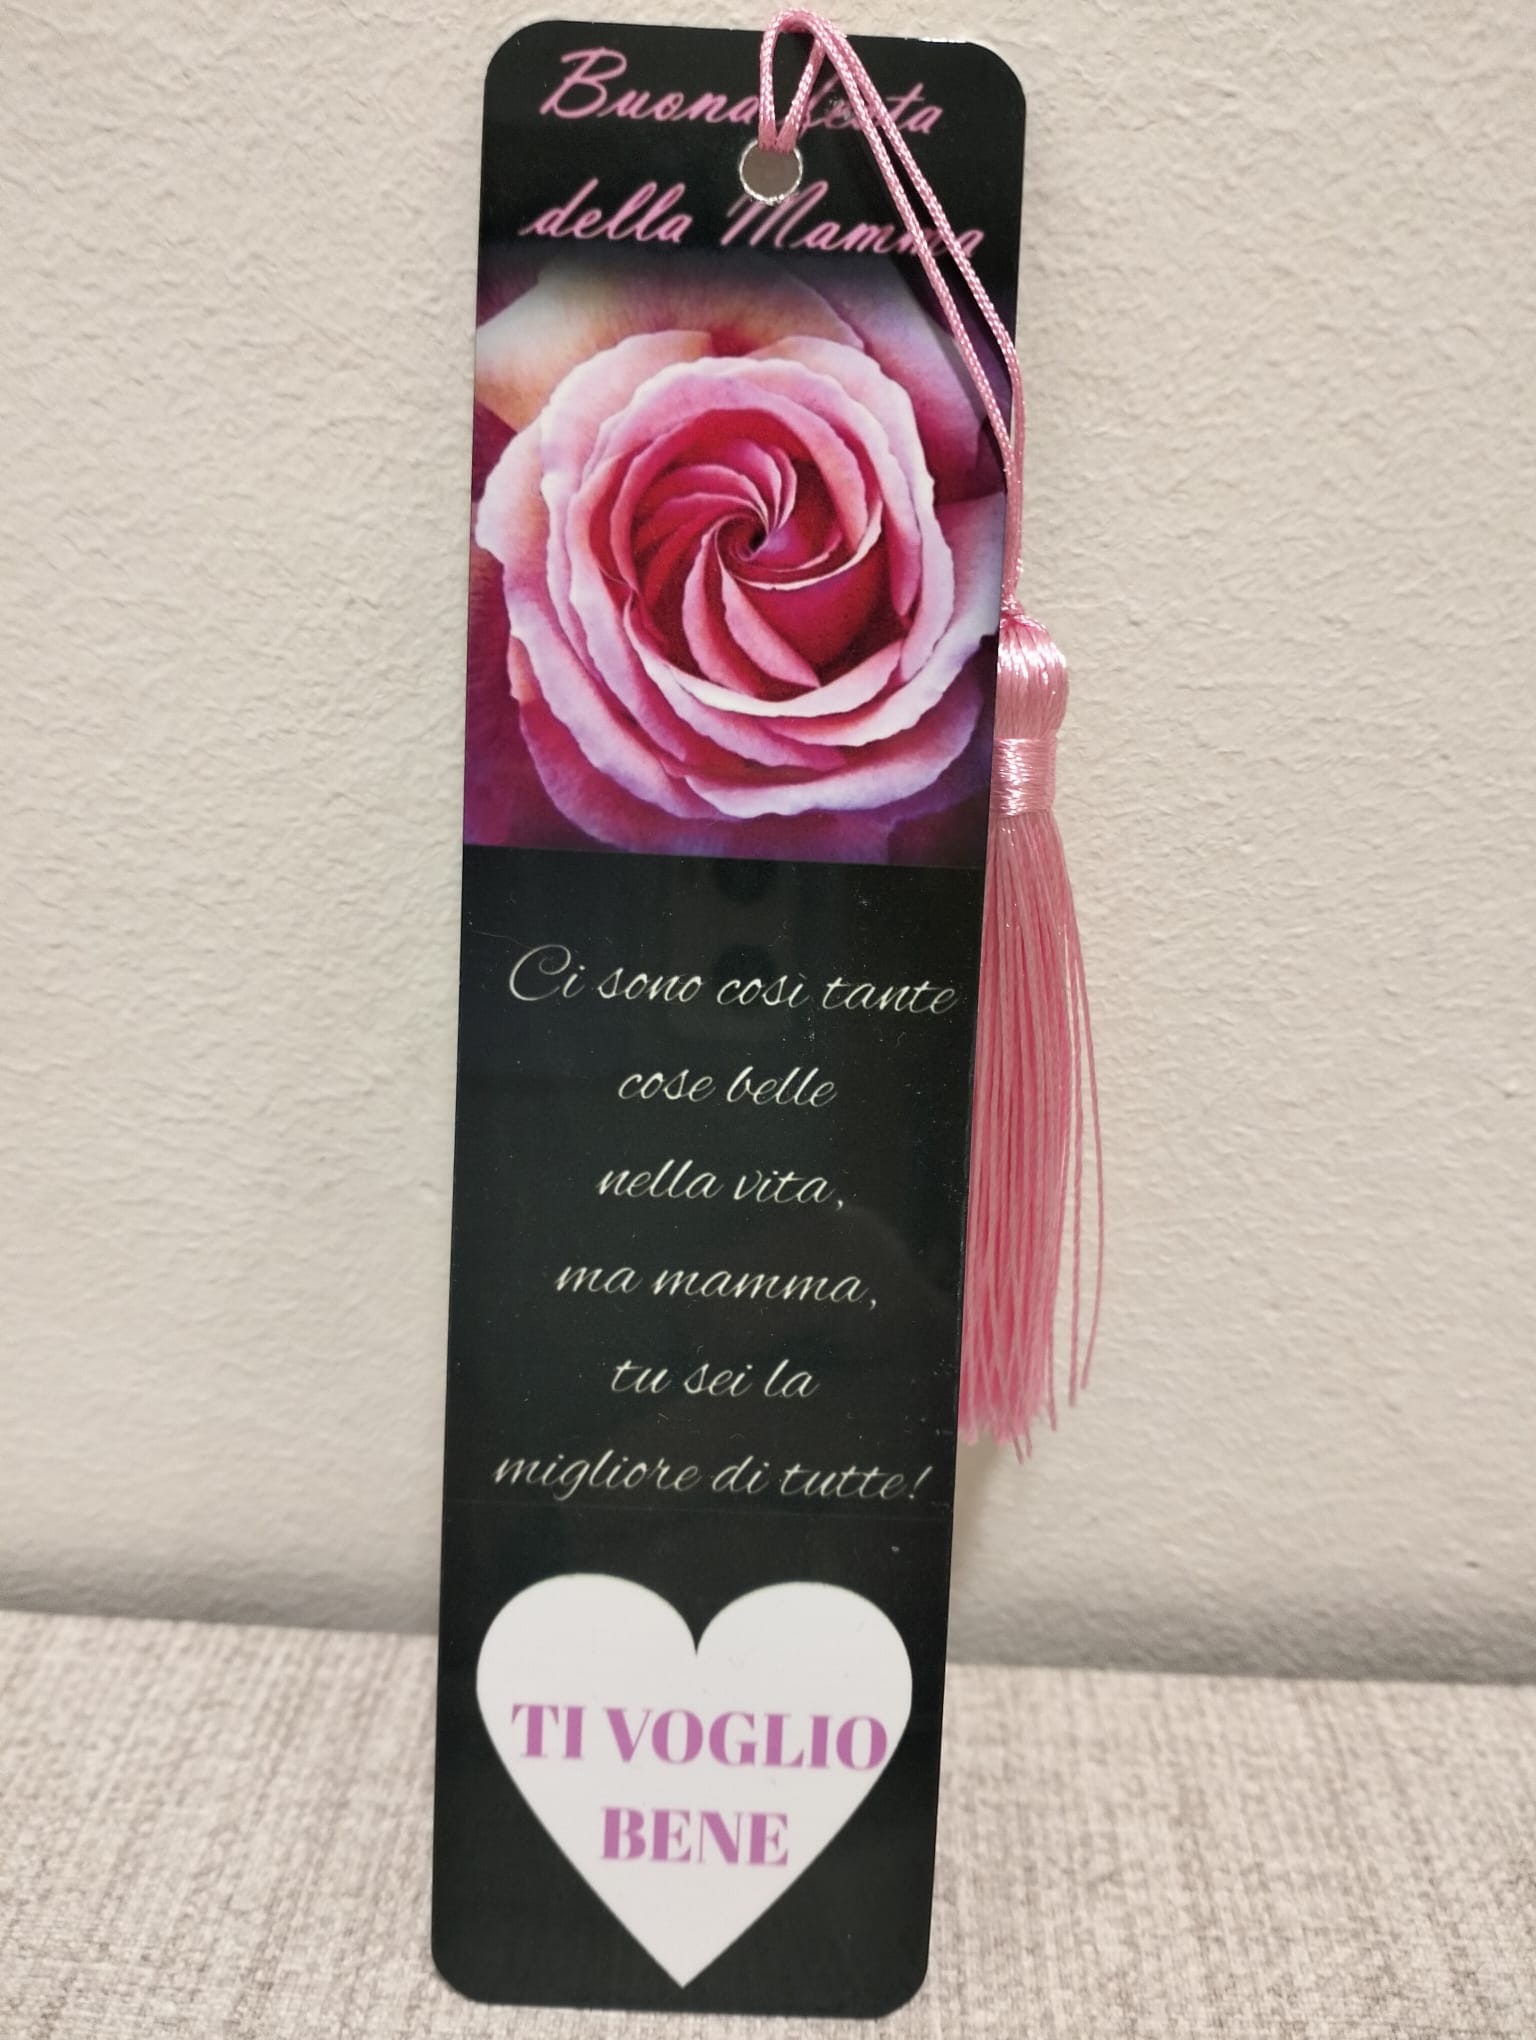 Buona festa
della Mamma
Ci sono così tante
cose belle
nella vita,
ma mamma,
tu sei la
migliore di tutte!
TI VOGLIO
BENE